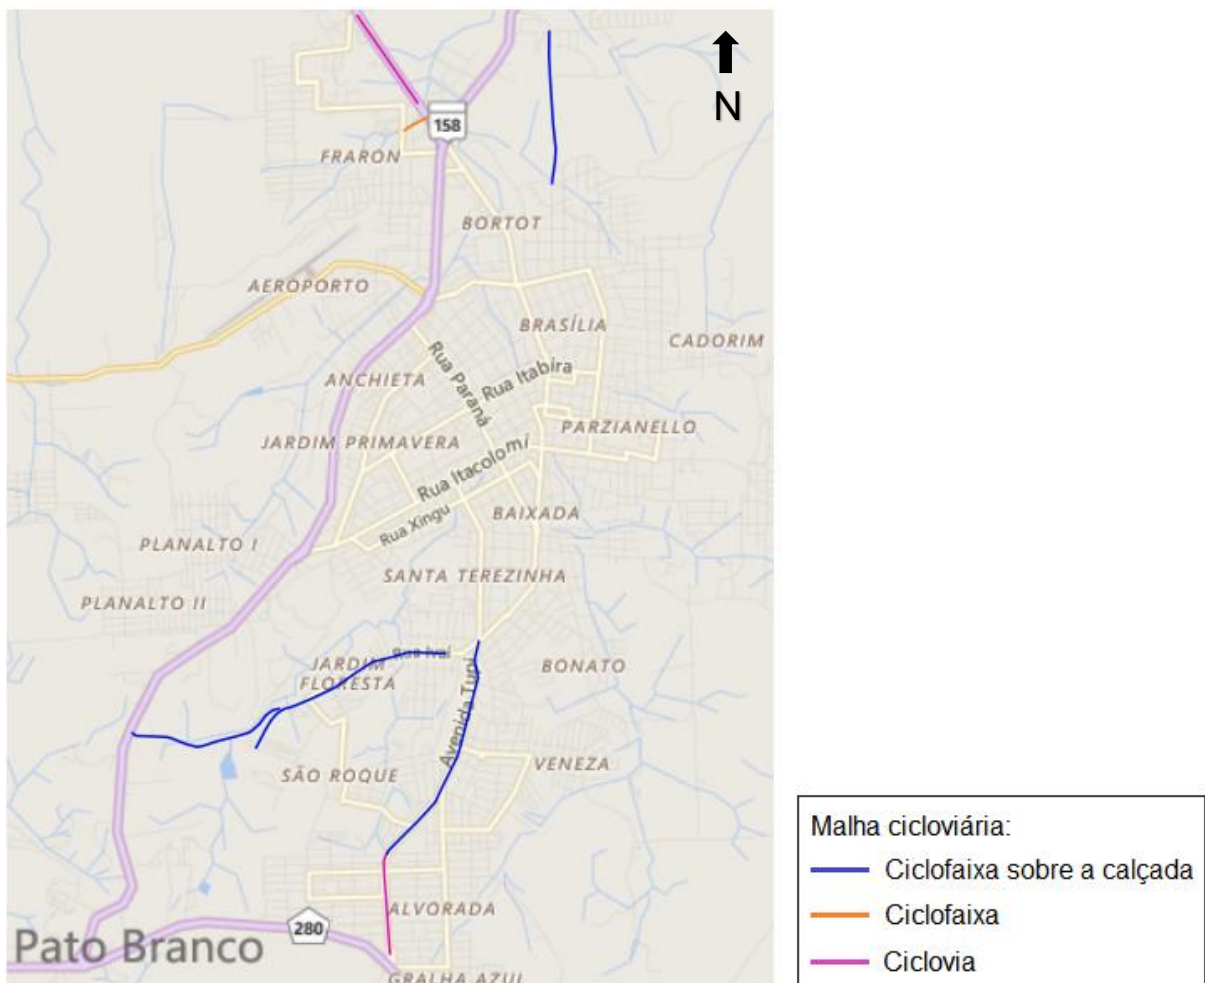 N
158
FRARON
BORTOT
AEROPORTO
BRASÍLIA
CADORIM
Rua Paraná
Rua Itabira
ANCHIETA
PARZIANELLO
JARDIM PRIMAVERA
Rua Itacolomi
Rua Xingu
BAIXADA
PLANALTO I
SANTA TEREZINHA
PLANALTO II
Rua Ivaí
JARDIM
FLORESTA
BONATO
Avenida Tupi
SÃO ROQUE
VENEZA
ALVORADA
280
Pato Branco
GRALHA AZUL
Malha cicloviária:
Ciclofaixa sobre a calçada
Ciclofaixa
Ciclovia